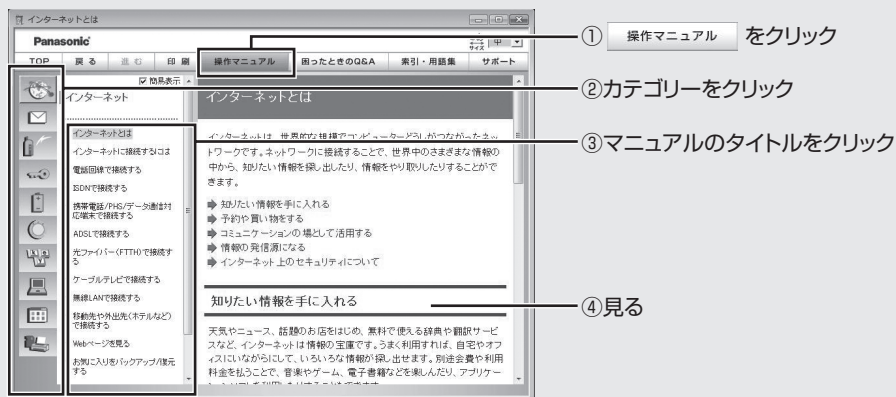 インターネットとは
Panasonic
サイズ 中
TOP 戻る 進む 印刷 操作マニュアル 困ったときのQ&A 索引・用語集 サポート
簡易表示
インターネット
インターネットとは
インターネットに接続するには
電話回線で接続する
ISDNで接続する
携帯電話/PHS/データ通信対
応端末で接続する
ADSLで接続する
光ファイバー(FTTH)で接続す
る
ケーブルテレビで接続する
無線LANで接続する
移動先や外出先(ホテルなど)
で接続する
Webページを見る
お気に入りをバックアップ/復元
する
インターネットとは
インターネットは、世界的な規模でコンピューターどうしがつながったネッ
トワークです。ネットワークに接続することで、世界中のさまざまな情報の
中から、知りたい情報を探し出したり、情報をやり取りしたりすることがで
きます。
知りたい情報を手に入れる
予約や買い物をする
コミュニケーションの場として活用する
情報の発信源になる
インターネット上のセキュリティについて
知りたい情報を手に入れる
天気やニュース、話題のお店をはじめ、無料で使える辞典や翻訳サービ
スなど、インターネットは情報の宝庫です。うまく利用すれば、自宅やオフ
ィスにいながらにして、いろいろな情報が探し出せます。別途会費や利用
料金を払うことで、音楽やゲーム、電子書籍などを楽しんだり、アプリケー
① 操作マニュアル をクリック
②カテゴリーをクリック
③マニュアルのタイトルをクリック
④見る